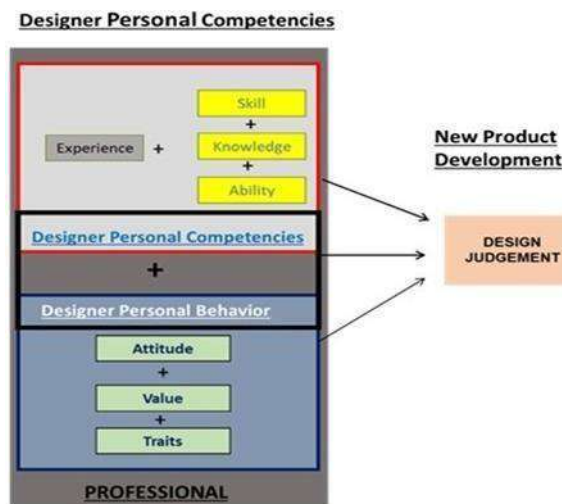 Designer Personal Competencies
Skill
+
Experience + Knowledge
+
Ability
New Product
Development
Designer Personal Competencies
+
Designer Personal Behavior
DESIGN
JUDGEMENT
Attitude
+
Value
+
Traits
PROFESSIONAL